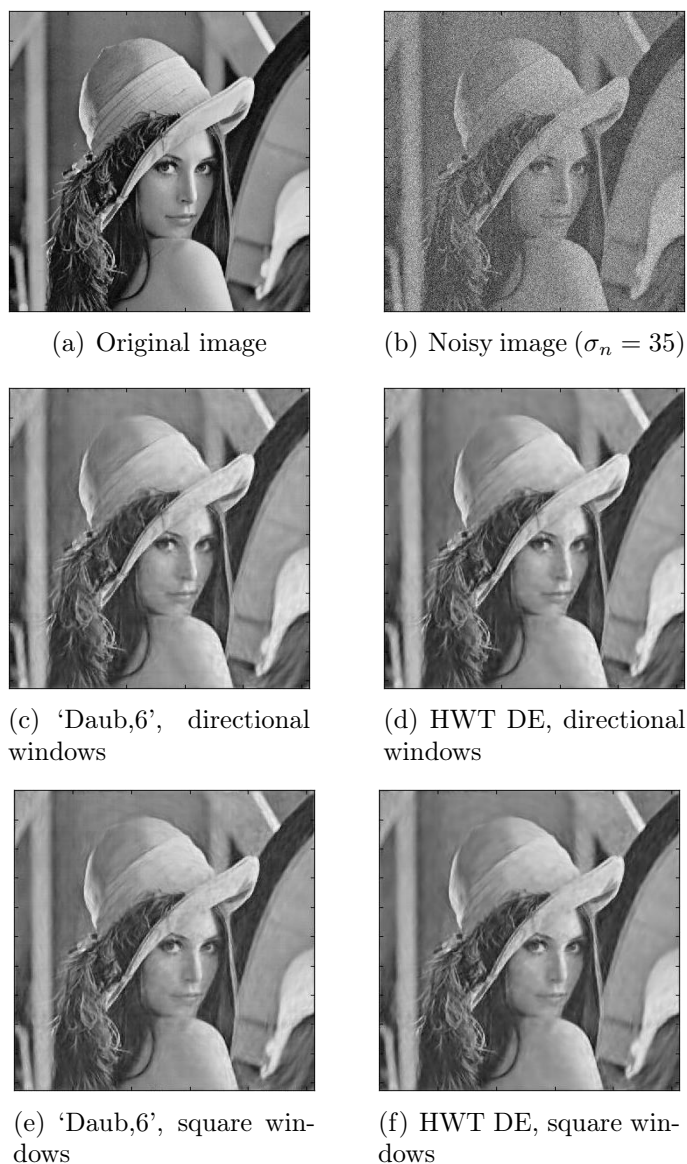 (a) Original image
(b) Noisy image (σₙ = 35)
(c) ‘Daub,6’, directional
windows
(d) HWT DE, directional
windows
(e) ‘Daub,6’, square win-
dows
(f) HWT DE, square win-
dows